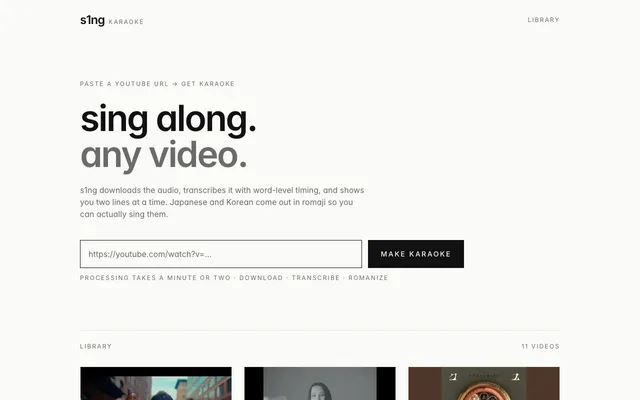 s1ng KARAOKE
LIBRARY
PASTE A YOUTUBE URL → GET KARAOKE
sing along.
any video.
s1ng downloads the audio, transcribes it with word-level timing, and shows
you two lines at a time. Japanese and Korean come out in romaji so you
can actually sing them.
https://youtube.com/watch?v=...
MAKE KARAOKE
PROCESSING TAKES A MINUTE OR TWO · DOWNLOAD · TRANSCRIBE · ROMANIZE
LIBRARY
11 VIDEOS